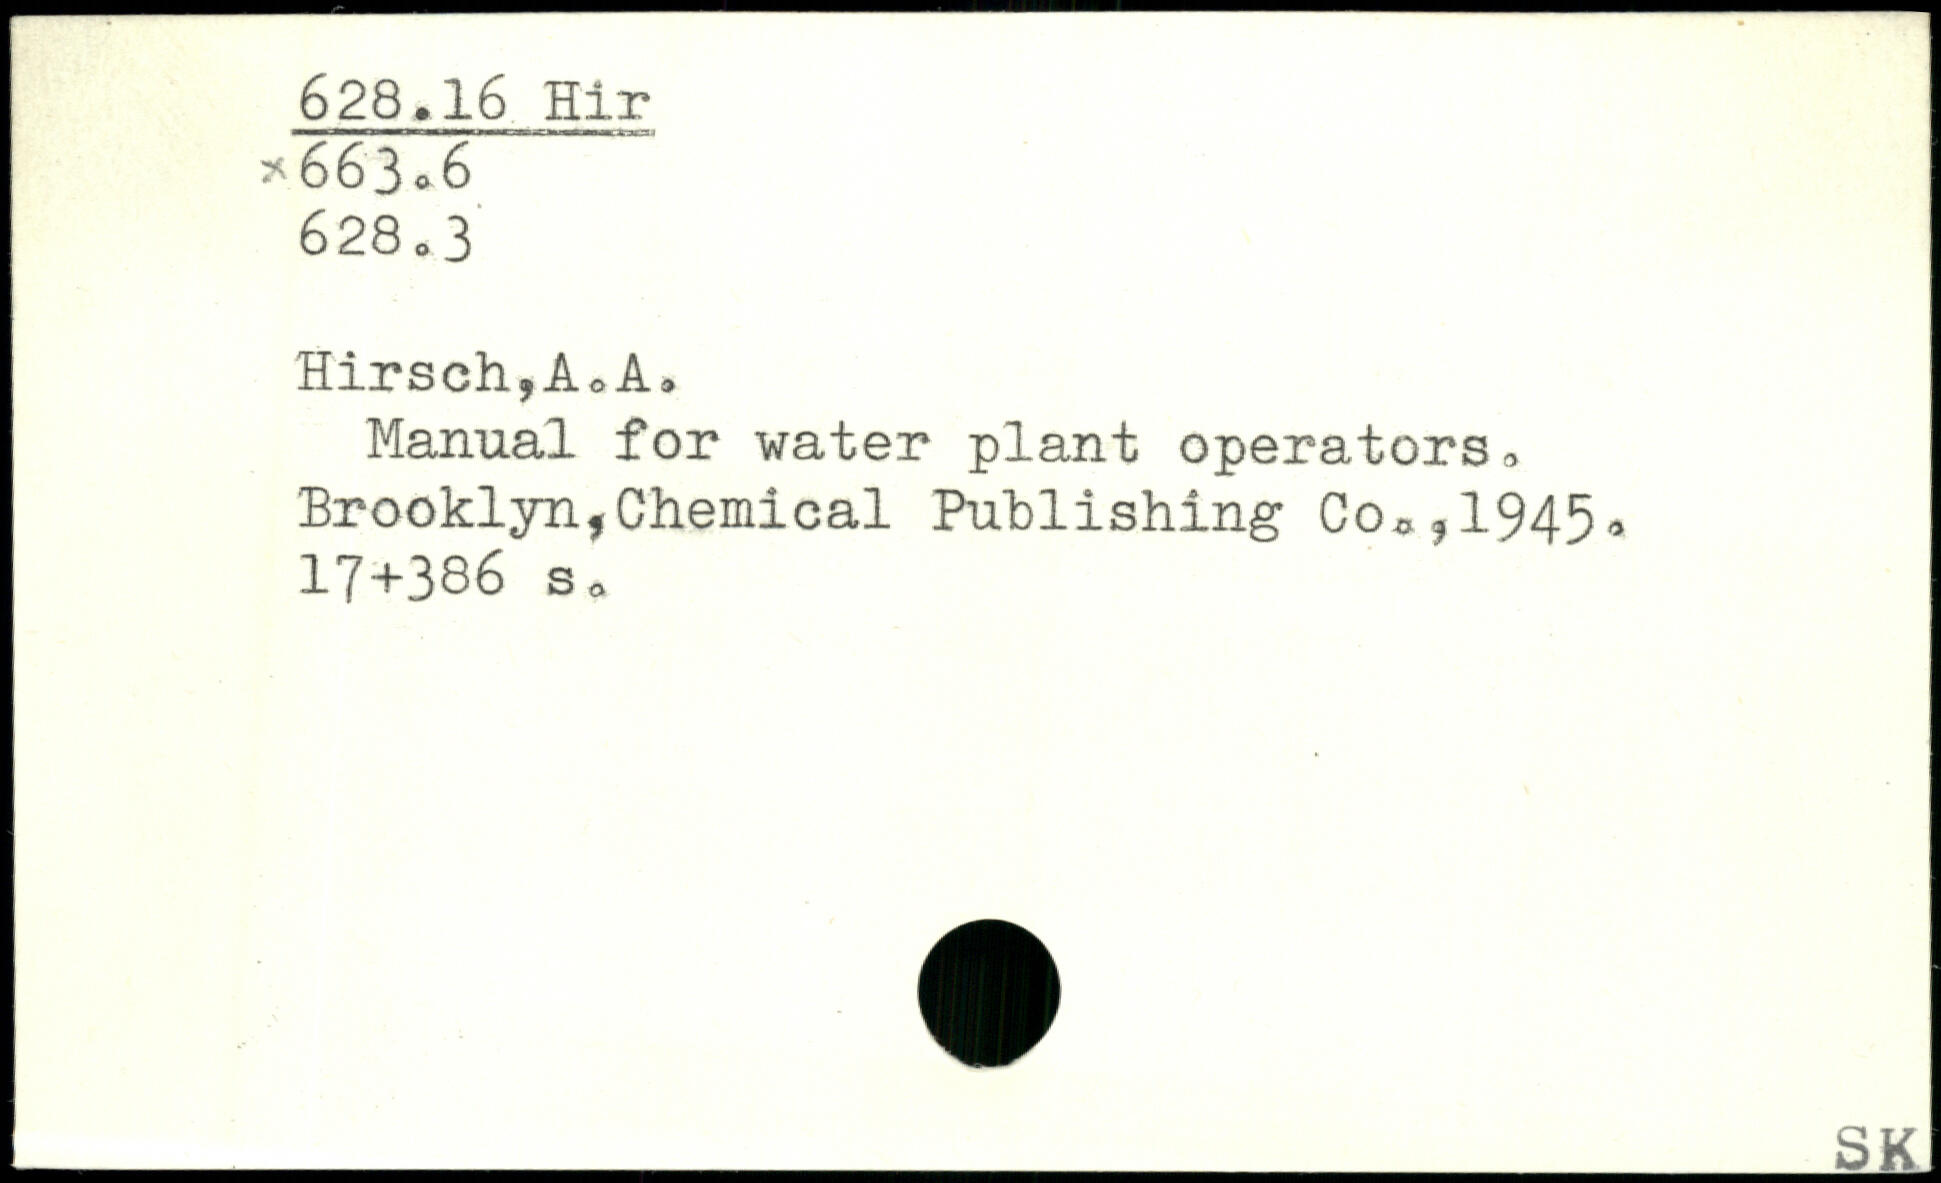 628.16 Hir
x663.6
628.3
Hirsch,A.A.
Manual for water plant operators.
Brooklyn,Chemical Publishing Co.,1945.
17+386 s.
SK